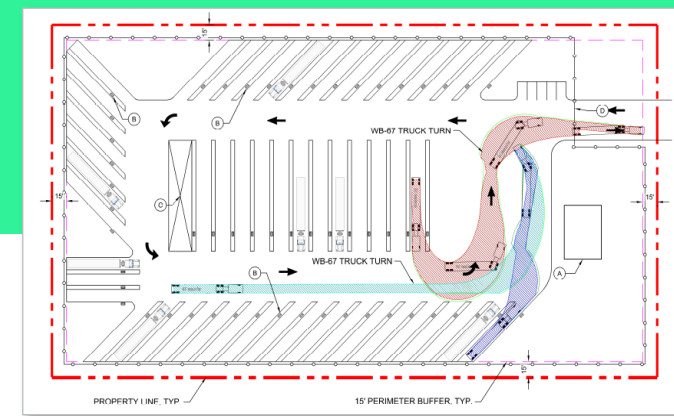 15'
B
B
D
WB-67 TRUCK TURN
15'
C
15'
WB-67 TRUCK TURN
B
A
15'
PROPERTY LINE, TYP.
15' PERIMETER BUFFER, TYP.